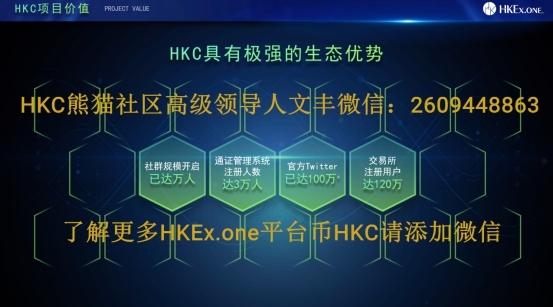 HKC项目价值 PROJECT VALUE HKEx.ONE
HKC具有极强的生态优势
HKC熊猫社区高级领导人文丰微信：2609448863
社群规模开启
已达万人
通证管理系统
注册人数
达3万人
官方Twitter
已达100万+
交易所
注册用户
达120万
了解更多HKEx.one平台币HKC请添加微信